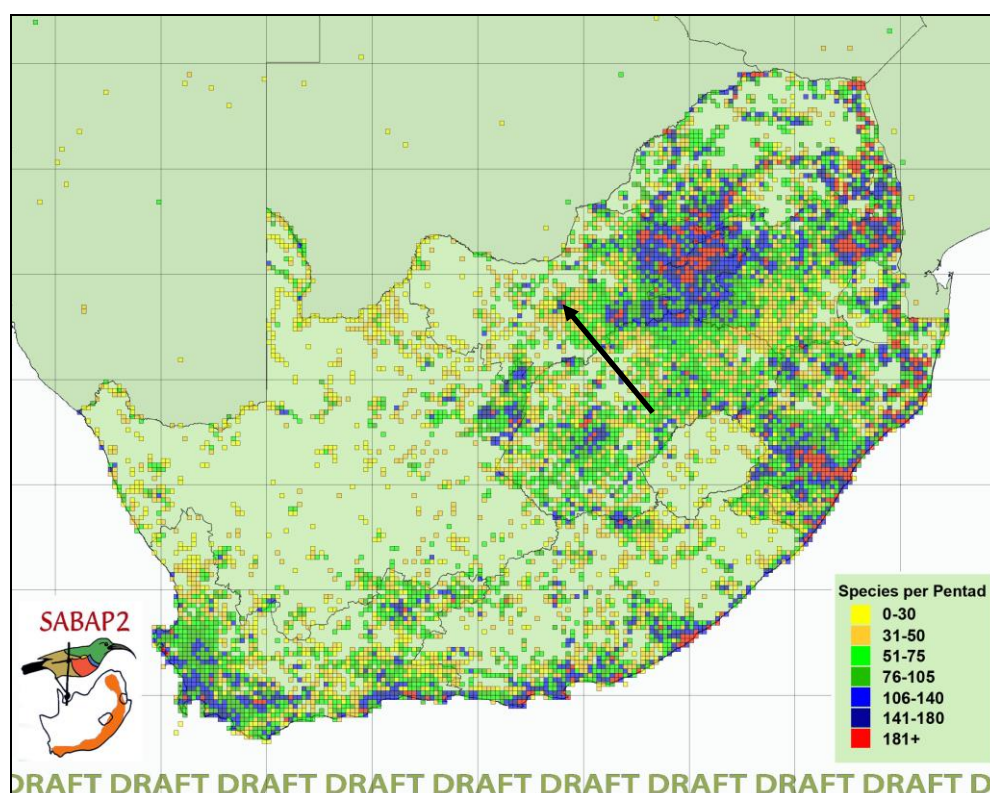 Species per Pentad
0-30
31-50
51-75
76-105
106-140
141-180
181+
SABAP2
DRAFT DRAFT DRAFT DRAFT DRAFT DRAFT DRAFT DRAFT DRAFT D